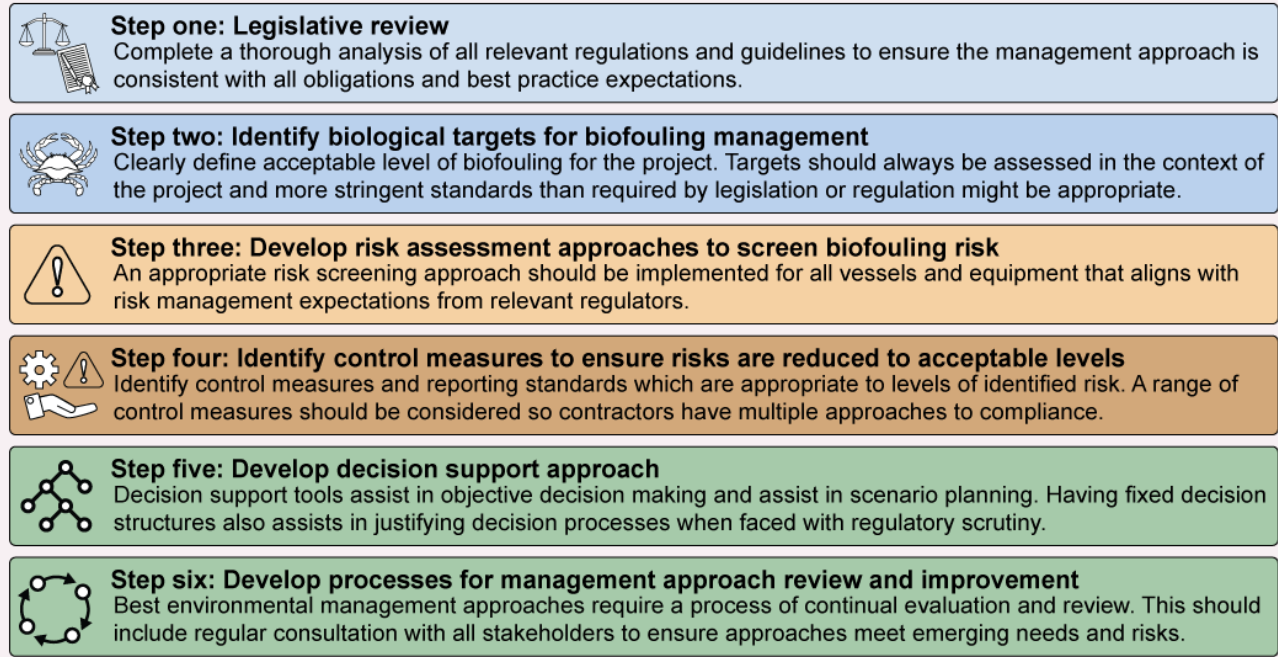 Step one: Legislative review
Complete a thorough analysis of all relevant regulations and guidelines to ensure the management approach is
consistent with all obligations and best practice expectations.
Step two: Identify biological targets for biofouling management
Clearly define acceptable level of biofouling for the project. Targets should always be assessed in the context of
the project and more stringent standards than required by legislation or regulation might be appropriate.
Step three: Develop risk assessment approaches to screen biofouling risk
An appropriate risk screening approach should be implemented for all vessels and equipment that aligns with
risk management expectations from relevant regulators.
Step four: Identify control measures to ensure risks are reduced to acceptable levels
Identify control measures and reporting standards which are appropriate to levels of identified risk. A range of
control measures should be considered so contractors have multiple approaches to compliance.
Step five: Develop decision support approach
Decision support tools assist in objective decision making and assist in scenario planning. Having fixed decision
structures also assists in justifying decision processes when faced with regulatory scrutiny.
Step six: Develop processes for management approach review and improvement
Best environmental management approaches require a process of continual evaluation and review. This should
include regular consultation with all stakeholders to ensure approaches meet emerging needs and risks.